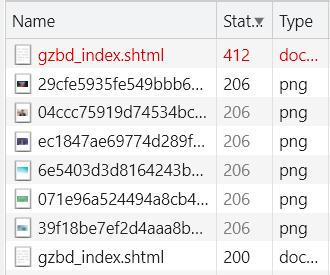 Name Stat... Type
gzbd_index.shtml 412 doc...
29cfe5935fe549bbb6... 206 png
04ccc75919d74534bc... 206 png
ec1847ae69774d289f... 206 png
6e5403d3d8164243b... 206 png
071e96a524494a8cb4... 206 png
39f18be7ef2d4aaa8b... 206 png
gzbd_index.shtml 200 doc...